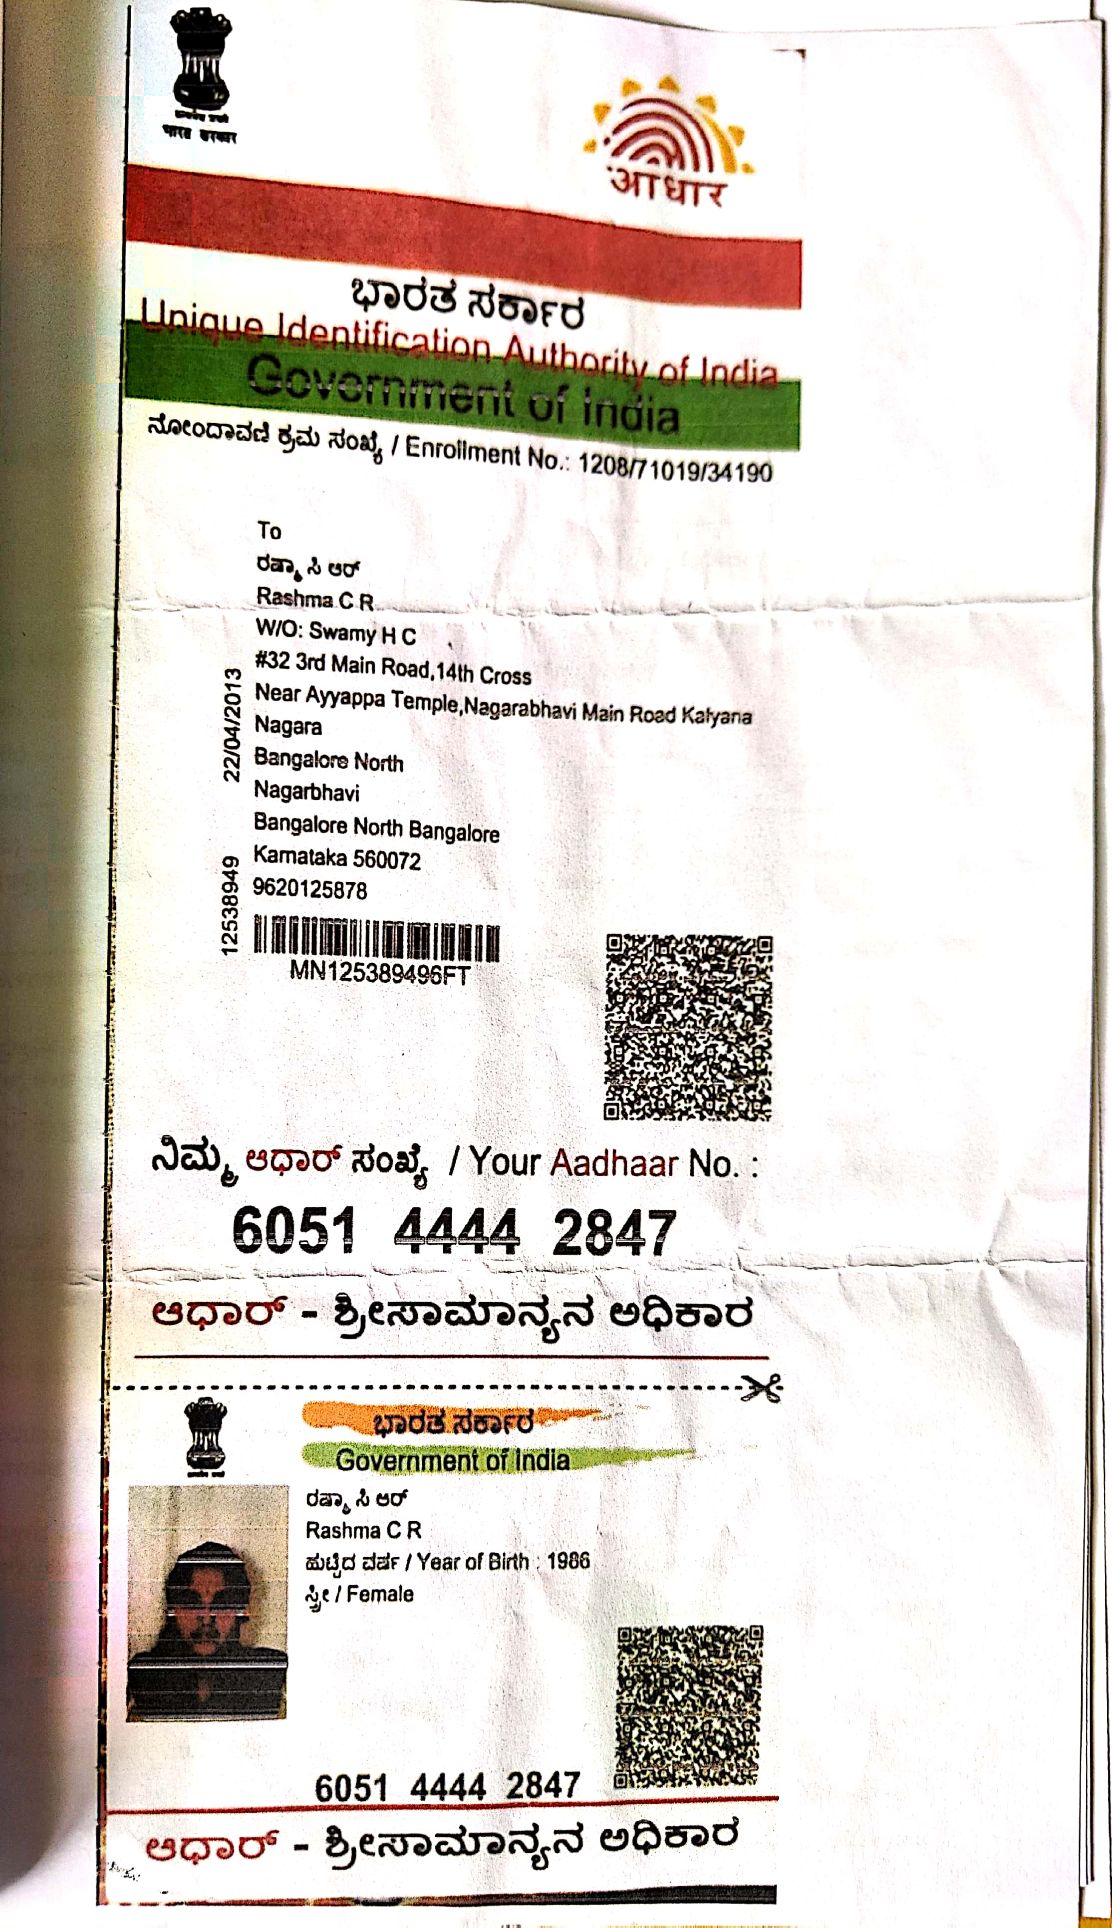 भारत सरकार
आधार
ಭಾರತ ಸರ್ಕಾರ
Unique Identification Authority of India
Government of India
ನೋಂದಾವಣಿ ಕ್ರಮ ಸಂಖ್ಯೆ / Enrollment No.: 1208/71019/34190
To
ರಷ್ಮಾ ಸಿ ಆರ್
Rashma C R
W/O: Swamy H C
#32 3rd Main Road,14th Cross
Near Ayyappa Temple,Nagarabhavi Main Road Kalyana
Nagara
Bangalore North
Nagarbhavi
Bangalore North Bangalore
Karnataka 560072
9620125878
22/04/2013
12538949
MN125389496FT
ನಿಮ್ಮ ಆಧಾರ್ ಸಂಖ್ಯೆ / Your Aadhaar No. :
6051 4444 2847
ಆಧಾರ್ - ಶ್ರೀಸಾಮಾನ್ಯನ ಅಧಿಕಾರ
ಭಾರತ ಸರ್ಕಾರ
Government of India
ರಷ್ಮಾ ಸಿ ಆರ್
Rashma C R
ಹುಟ್ಟಿದ ವರ್ಷ / Year of Birth : 1986
ಸ್ತ್ರೀ / Female
6051 4444 2847
ಆಧಾರ್ - ಶ್ರೀಸಾಮಾನ್ಯನ ಅಧಿಕಾರ